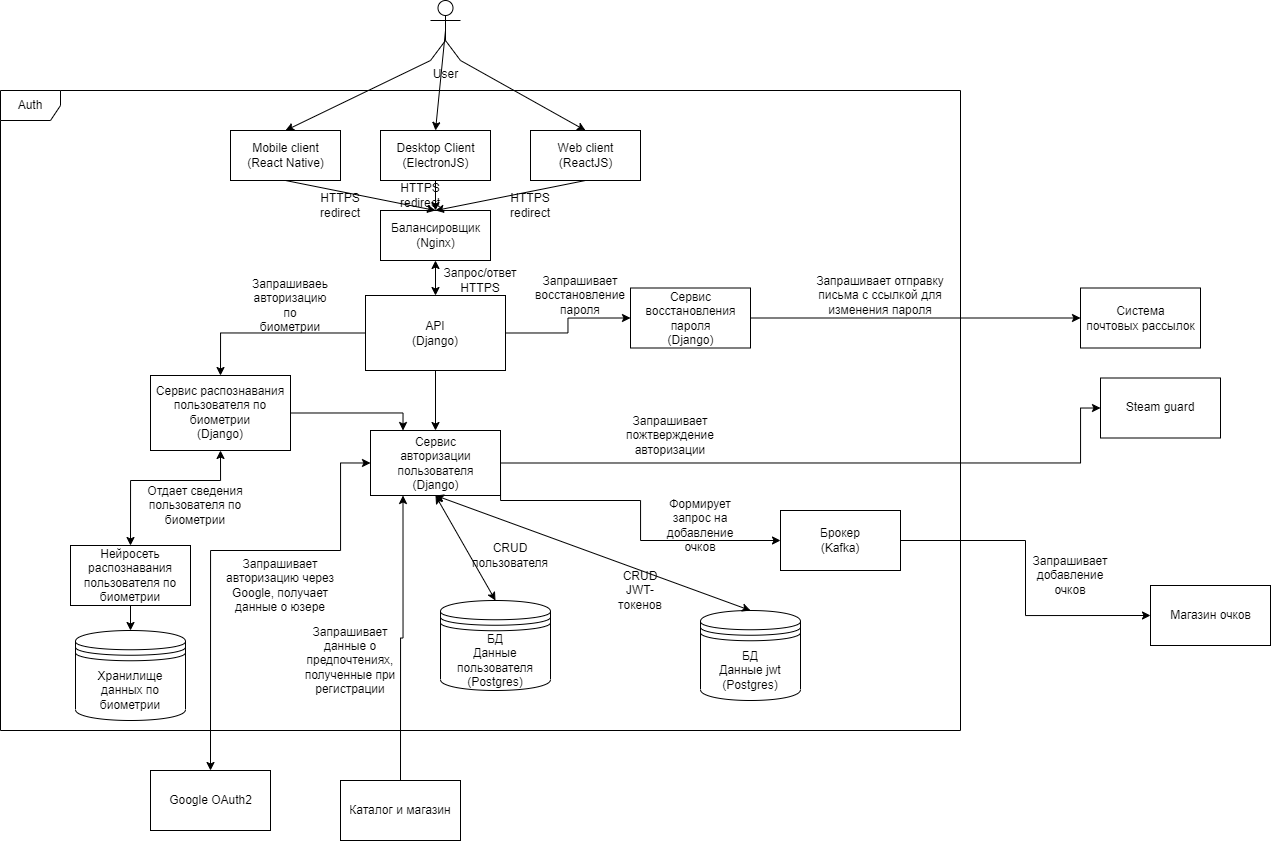 User
Auth
Mobile client
(React Native)
Desktop Client
(ElectronJS)
Web client
(ReactJS)
HTTPS
redirect
HTTPS
redirect
HTTPS
redirect
Балансировщик
(Nginx)
Запрос/ответ
HTTPS
Запрашиваеь
авторизацию
по
биометрии
API
(Django)
Запрашивает
восстановление
пароля
Сервис
восстановления
пароля
(Django)
Запрашивает отправку
письма с ссылкой для
изменения пароля
Система
почтовых рассылок
Сервис распознавания
пользователя по
биометрии
(Django)
Steam guard
Сервис
авторизации
пользователя
(Django)
Запрашивает
пожтверждение
авторизации
Отдает сведения
пользователя по
биометрии
Формирует
запрос на
добавление
очков
Брокер
(Kafka)
Нейросеть
распознавания
пользователя по
биометрии
Запрашивает
авторизацию через
Google, получает
данные о юзере
CRUD
пользователя
CRUD
JWT-
токенов
Запрашивает
добавление
очков
Магазин очков
Хранилище
данных по
биометрии
Запрашивает
данные о
предпочтениях,
полученные при
регистрации
БД
Данные
пользователя
(Postgres)
БД
Данные jwt
(Postgres)
Google OAuth2
Каталог и магазин